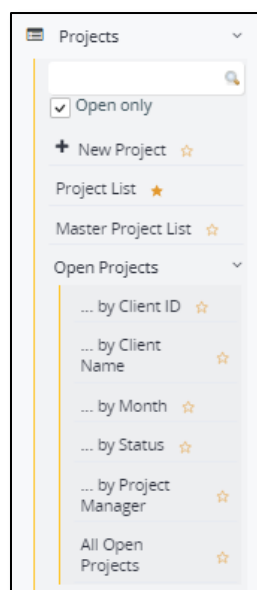 Projects
Open only
New Project
Project List
Master Project List
Open Projects
... by Client ID
... by Client
Name
... by Month
... by Status
... by Project
Manager
All Open
Projects